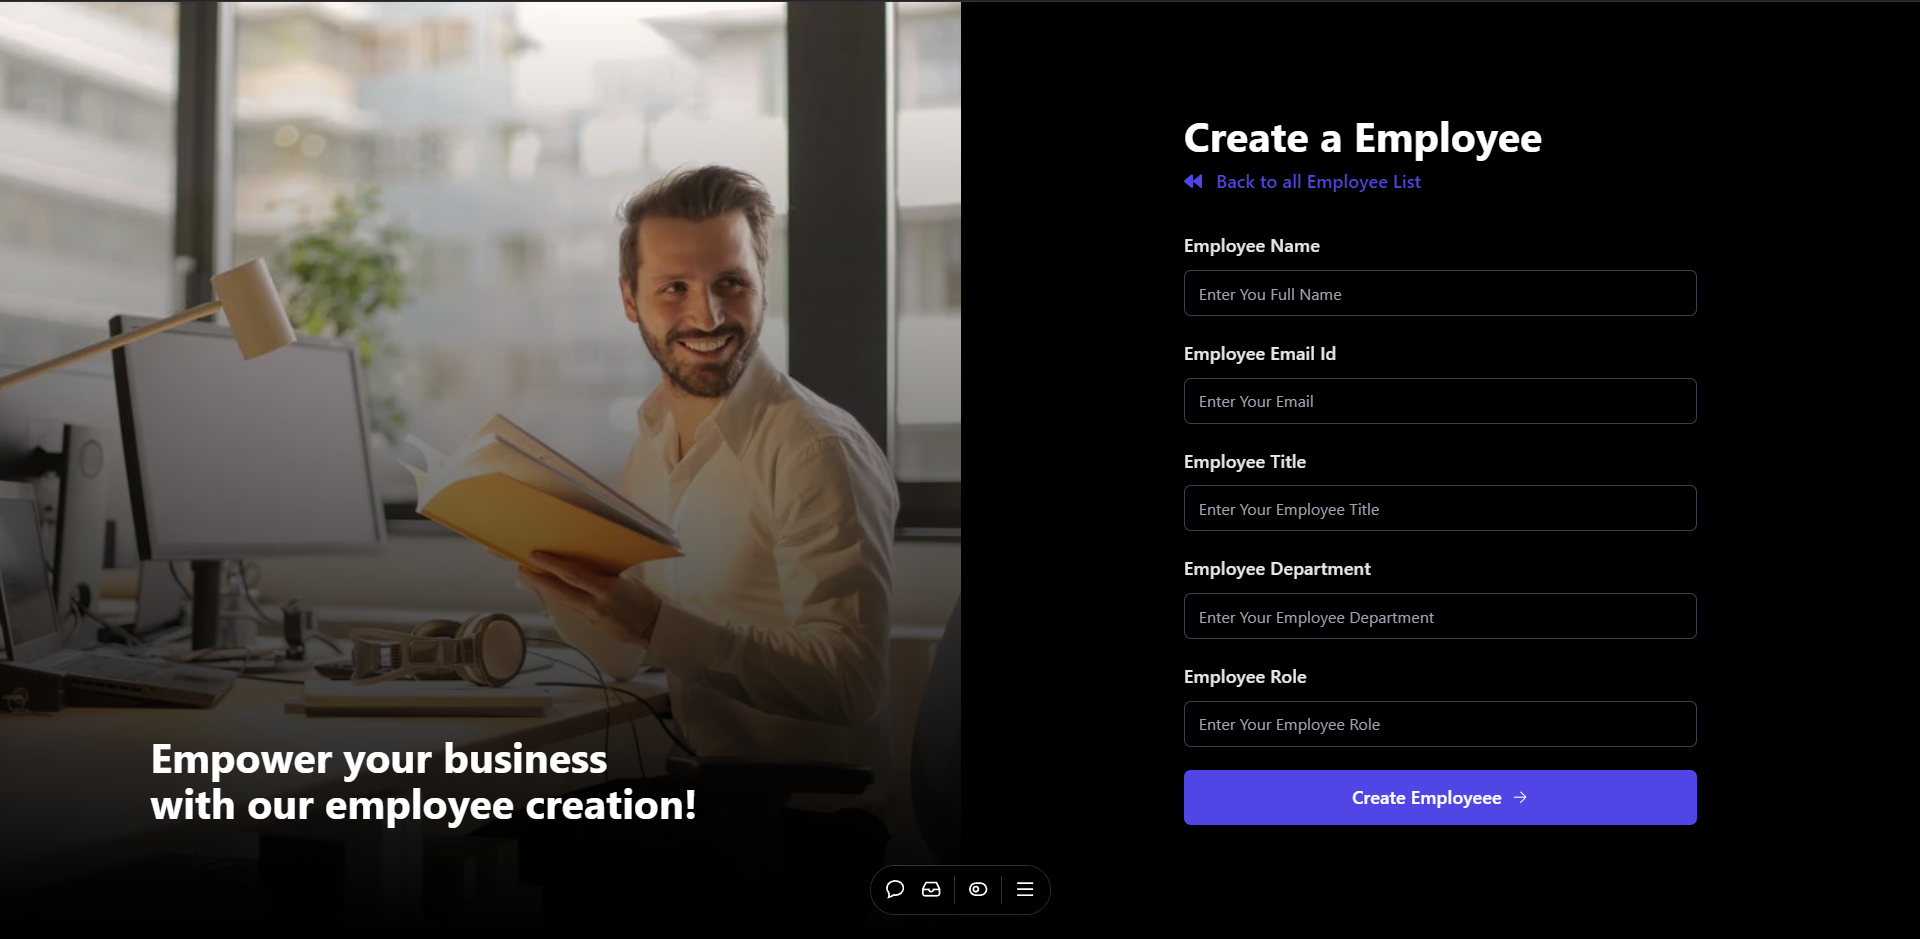 Create a Employee
Back to all Employee List
Employee Name
Enter You Full Name
Employee Email Id
Enter Your Email
Employee Title
Enter Your Employee Title
Employee Department
Enter Your Employee Department
Employee Role
Enter Your Employee Role
Create Employeee
Empower your business
with our employee creation!